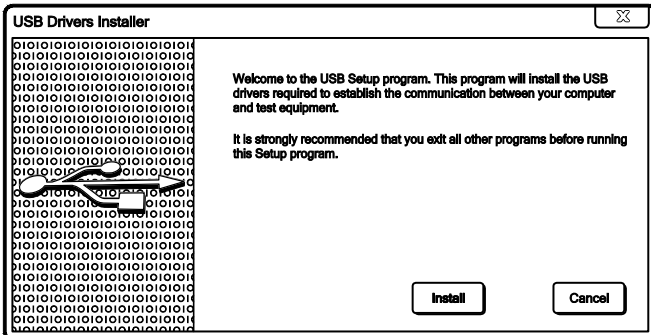 USB Drivers Installer
X
Welcome to the USB Setup program. This program will install the USB
drivers required to establish the communication between your computer
and test equipment.
It is strongly recommended that you exit all other programs before running
this Setup program.
Install
Cancel